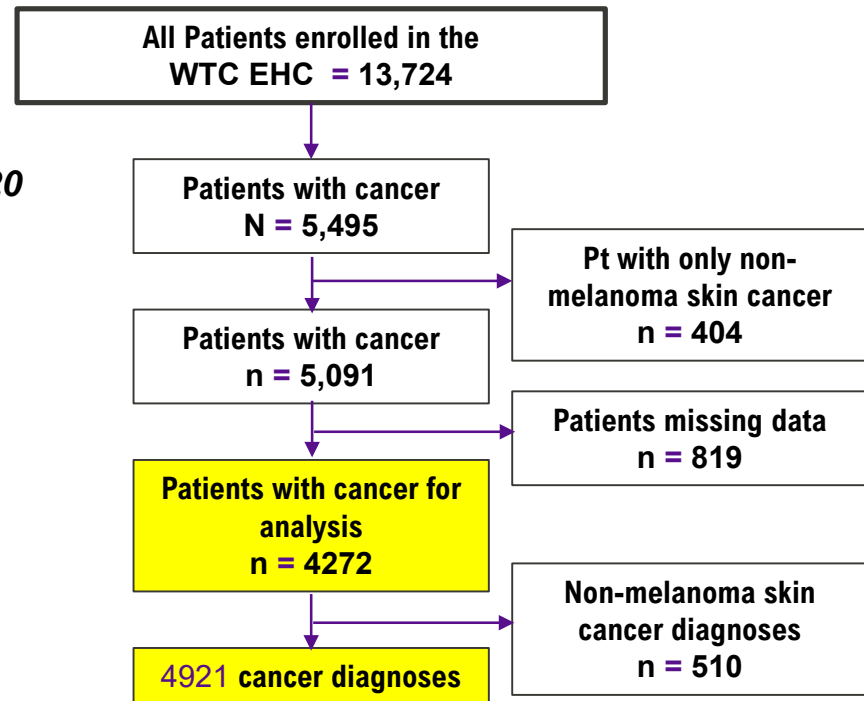 All Patients enrolled in the
WTC EHC = 13,724
20
Patients with cancer
N = 5,495
Pt with only non-
melanoma skin cancer
n = 404
Patients with cancer
n = 5,091
Patients missing data
n = 819
Patients with cancer for
analysis
n = 4272
Non-melanoma skin
cancer diagnoses
n = 510
4921 cancer diagnoses